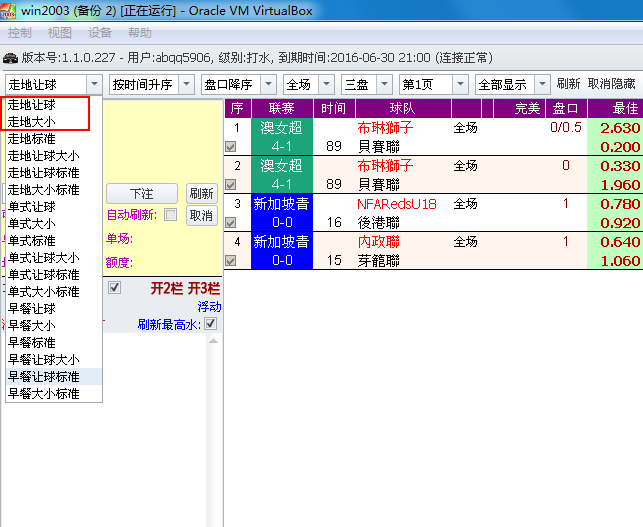 win2003 (备份 2) [正在运行] - Oracle VM VirtualBox
控制 视图 设备 帮助
版本号:1.1.0.227 - 用户:abqq5906, 级别:打水, 到期时间:2016-06-30 21:00 (连接正常)
走地让球 按时间升序 盘口降序 全场 三盘 第1页 全部显示 刷新 取消隐藏
走地让球
走地大小
走地标准
走地让球大小
走地让球标准
走地大小标准
单式让球
单式大小
单式标准
单式让球大小
单式让球标准
单式大小标准
早餐让球
早餐大小
早餐标准
早餐让球大小
早餐让球标准
早餐大小标准
下注 刷新
自动刷新: 取消
单场:
额度:
开2栏 开3栏
浮动
刷新最高水:
序 联赛 时间 球队 完美 盘口 最佳
1 澳女超 布琳獅子 全场 0/0.5 2.630
4-1 89 貝賽聯 0.200
2 澳女超 布琳獅子 全场 0 0.330
4-1 89 貝賽聯 1.960
3 新加坡青 NFARedsU18 全场 1 0.780
0-0 16 後港聯 0.920
4 新加坡青 内政聯 全场 1 0.640
0-0 15 芽籠聯 1.060